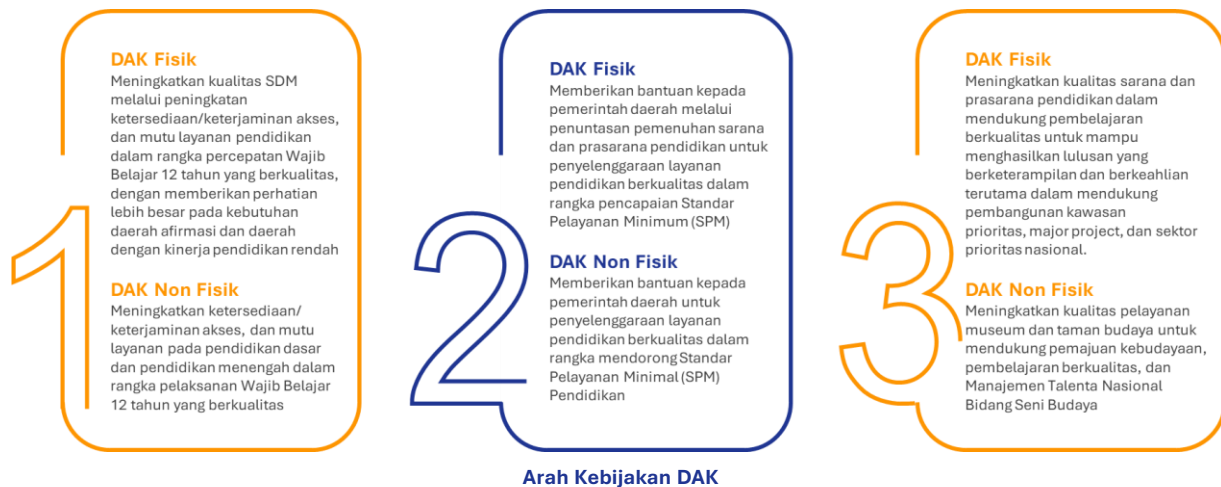 DAK Fisik
Meningkatkan kualitas SDM
melalui peningkatan
ketersediaan/keterjaminan akses,
dan mutu layanan pendidikan
dalam rangka percepatan Wajib
Belajar 12 tahun yang berkualitas,
dengan memberikan perhatian
lebih besar pada kebutuhan
daerah afirmasi dan daerah
dengan kinerja pendidikan rendah
1
DAK Non Fisik
Meningkatkan ketersediaan/
keterjaminan akses, dan mutu
layanan pada pendidikan dasar
dan pendidikan menengah dalam
rangka pelaksanan Wajib Belajar
12 tahun yang berkualitas
DAK Fisik
Memberikan bantuan kepada
pemerintah daerah melalui
penuntasan pemenuhan sarana
dan prasarana pendidikan untuk
penyelenggaraan layanan
pendidikan berkualitas dalam
rangka pencapaian Standar
Pelayanan Minimum (SPM)
2
DAK Non Fisik
Memberikan bantuan kepada
pemerintah daerah untuk
penyelenggaraan layanan
pendidikan berkualitas dalam
rangka mendorong Standar
Pelayanan Minimal (SPM)
Pendidikan
DAK Fisik
Meningkatkan kualitas sarana dan
prasarana pendidikan dalam
mendukung pembelajaran
berkualitas untuk mampu
menghasilkan lulusan yang
berketerampilan dan berkeahlian
terutama dalam mendukung
pembangunan kawasan
prioritas, major project, dan sektor
prioritas nasional.
3
DAK Non Fisik
Meningkatkan kualitas pelayanan
museum dan taman budaya untuk
mendukung pemajuan kebudayaan,
pembelajaran berkualitas, dan
Manajemen Talenta Nasional
Bidang Seni Budaya
Arah Kebijakan DAK